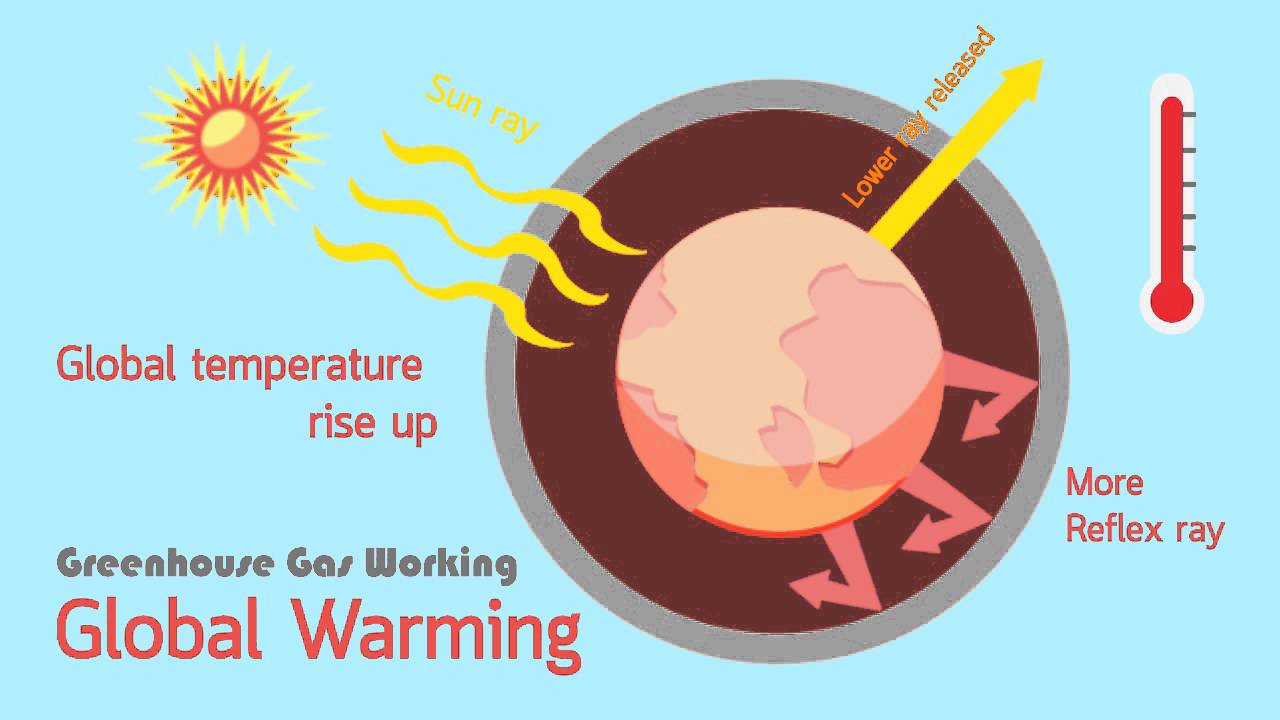 Sun ray
Lower ray released
Global temperature
rise up
More
Reflex ray
Greenhouse Gas Working
Global Warming